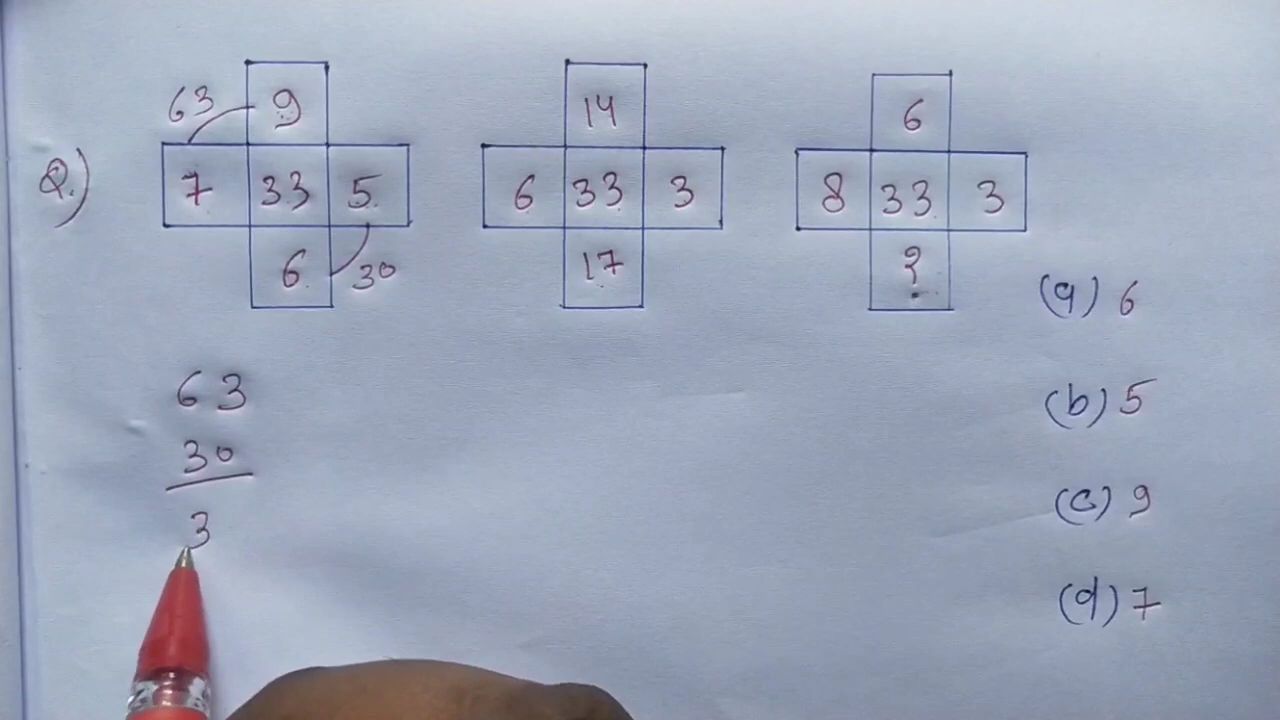 63 9 14 6
Q.) 7 33 5 6 33 3 8 33 3
6 30 17 ?
(a) 6
63
(b) 5
30
3
(c) 9
(d) 7